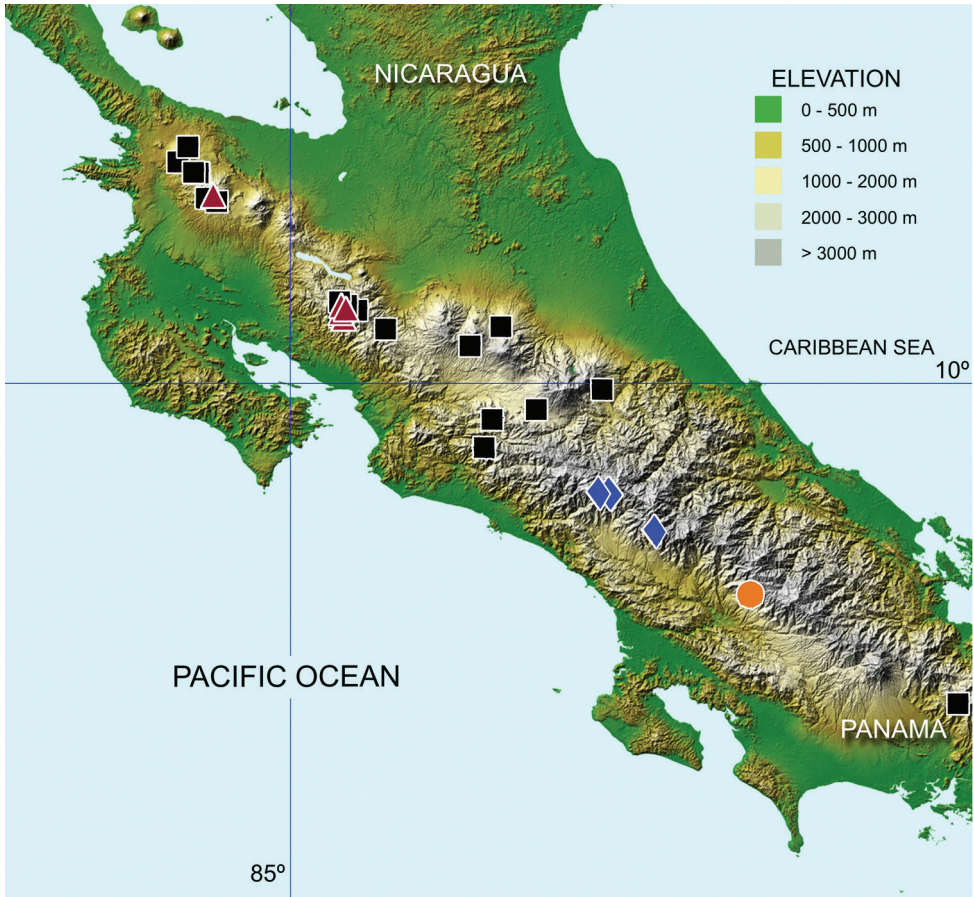 NICARAGUA
ELEVATION
0 - 500 m
500 - 1000 m
1000 - 2000 m
2000 - 3000 m
> 3000 m
CARIBBEAN SEA
10º
PACIFIC OCEAN
PANAMA
85º